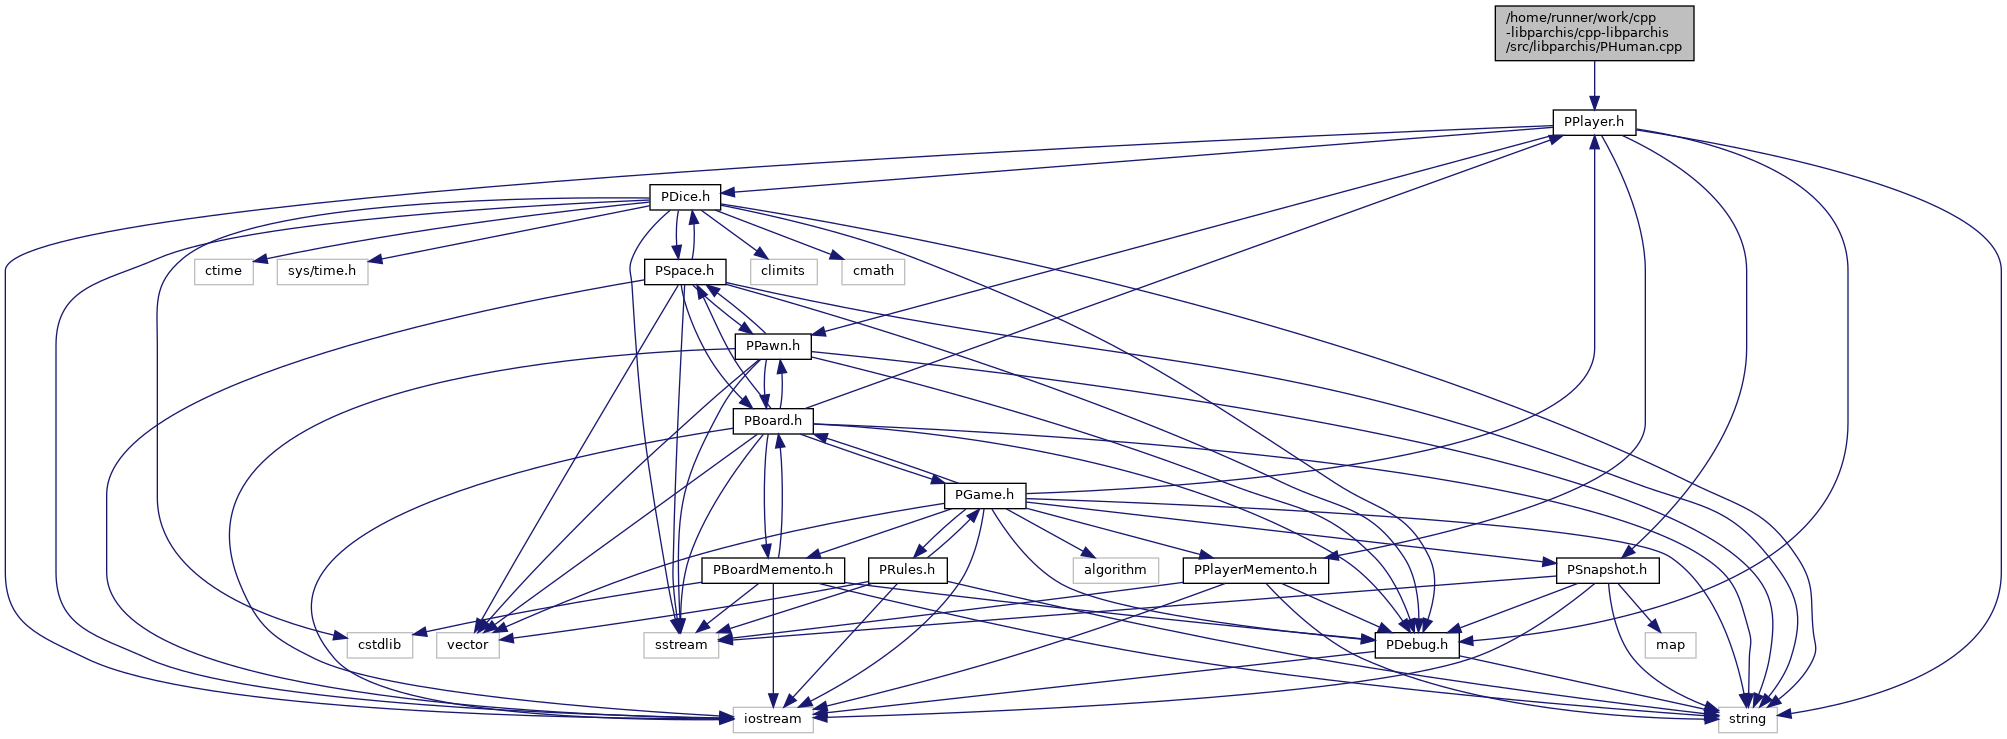 /home/runner/work/cpp
-libparchis/cpp-libparchis
/src/libparchis/PHuman.cpp
PPlayer.h
PDice.h
ctime
sys/time.h
PSpace.h
climits
cmath
PPawn.h
PBoard.h
PGame.h
PBoardMemento.h
PRules.h
algorithm
PPlayerMemento.h
PSnapshot.h
cstdlib
vector
sstream
PDebug.h
map
iostream
string